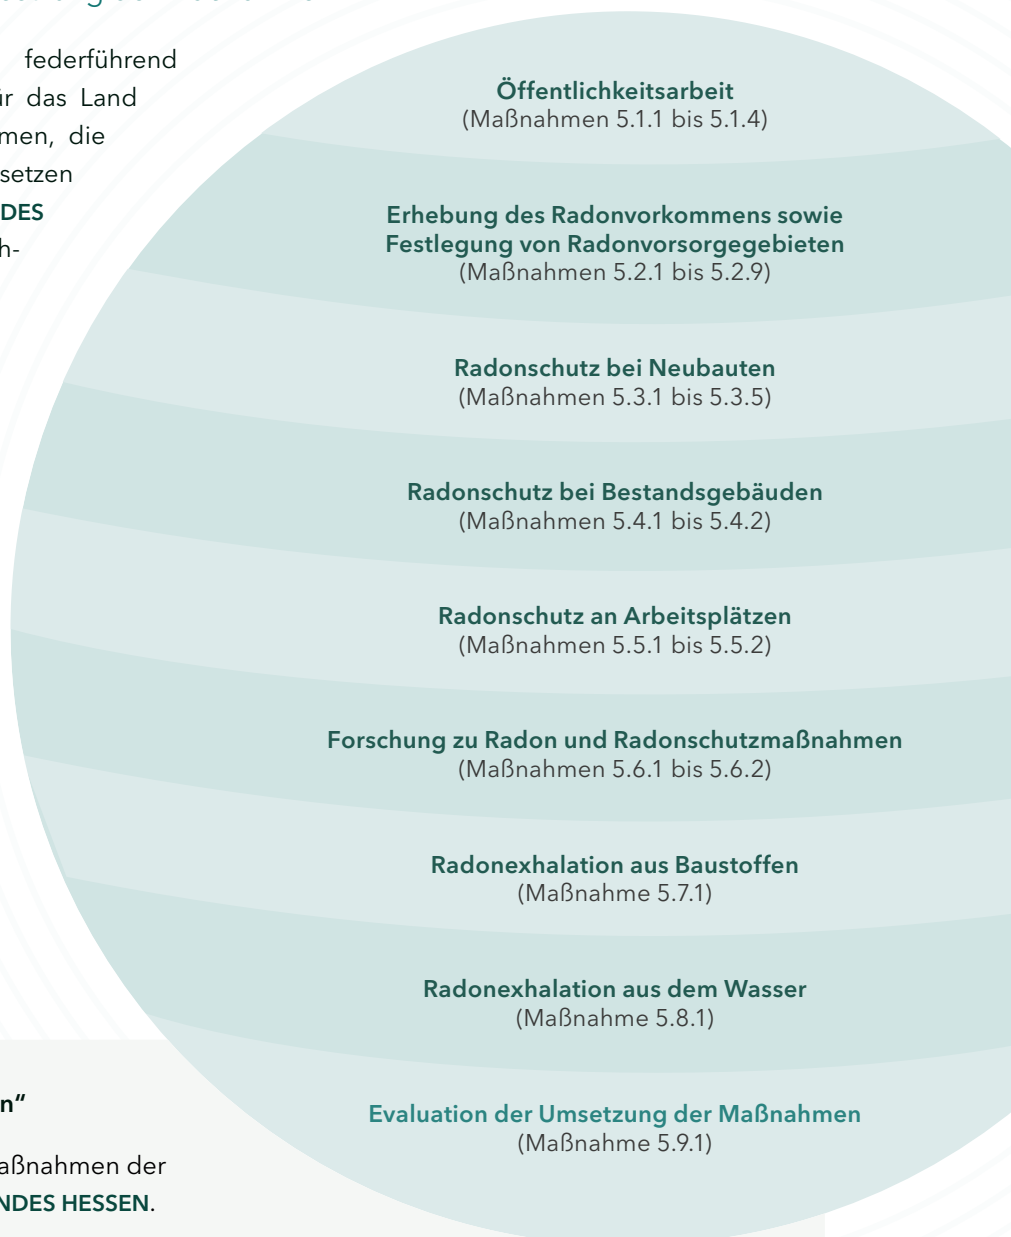 federführend
das Land
die
DES
Öffentlichkeitsarbeit
(Maßnahmen 5.1.1 bis 5.1.4)
Erhebung des Radonvorkommens sowie
Festlegung von Radonvorsorgegebieten
(Maßnahmen 5.2.1 bis 5.2.9)
Radonschutz bei Neubauten
(Maßnahmen 5.3.1 bis 5.3.5)
Radonschutz bei Bestandsgebäuden
(Maßnahmen 5.4.1 bis 5.4.2)
Radonschutz an Arbeitsplätzen
(Maßnahmen 5.5.1 bis 5.5.2)
Forschung zu Radon und Radonschutzmaßnahmen
(Maßnahmen 5.6.1 bis 5.6.2)
Radonexhalation aus Baustoffen
(Maßnahme 5.7.1)
Radonexhalation aus dem Wasser
(Maßnahme 5.8.1)
Evaluation der Umsetzung der Maßnahmen
(Maßnahme 5.9.1)
n“
aßnahmen der
NDES HESSEN.